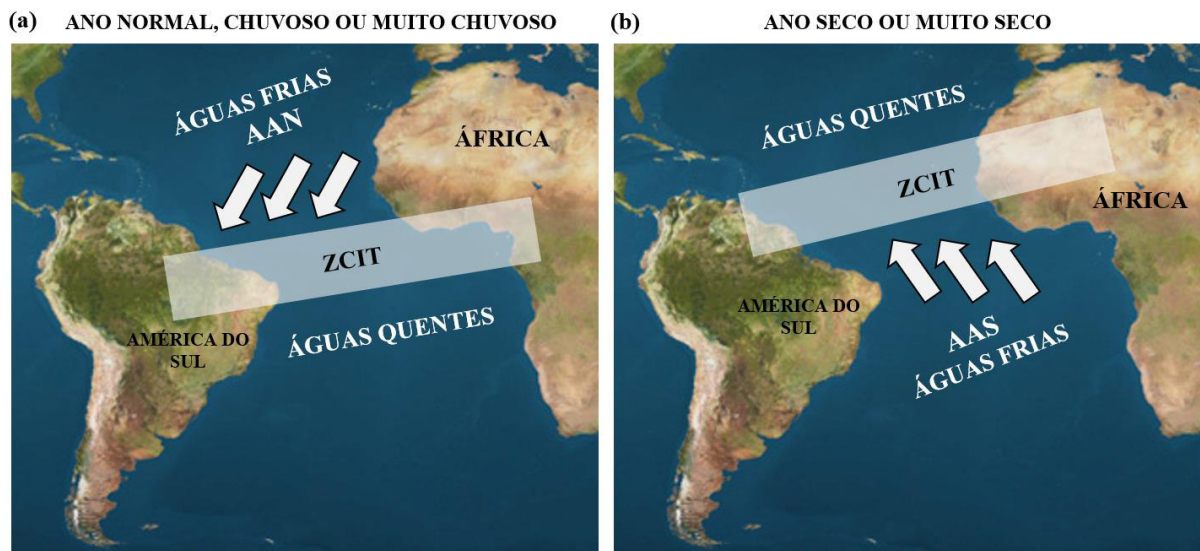 (a) ANO NORMAL, CHUVOSO OU MUITO CHUVOSO
ÁGUAS FRIAS
AAN
ÁFRICA
ZCIT
ÁGUAS QUENTES
AMÉRICA DO
SUL
(b) ANO SECO OU MUITO SECO
ÁGUAS QUENTES
ZCIT
ÁFRICA
AMÉRICA DO
SUL
AAS
ÁGUAS FRIAS